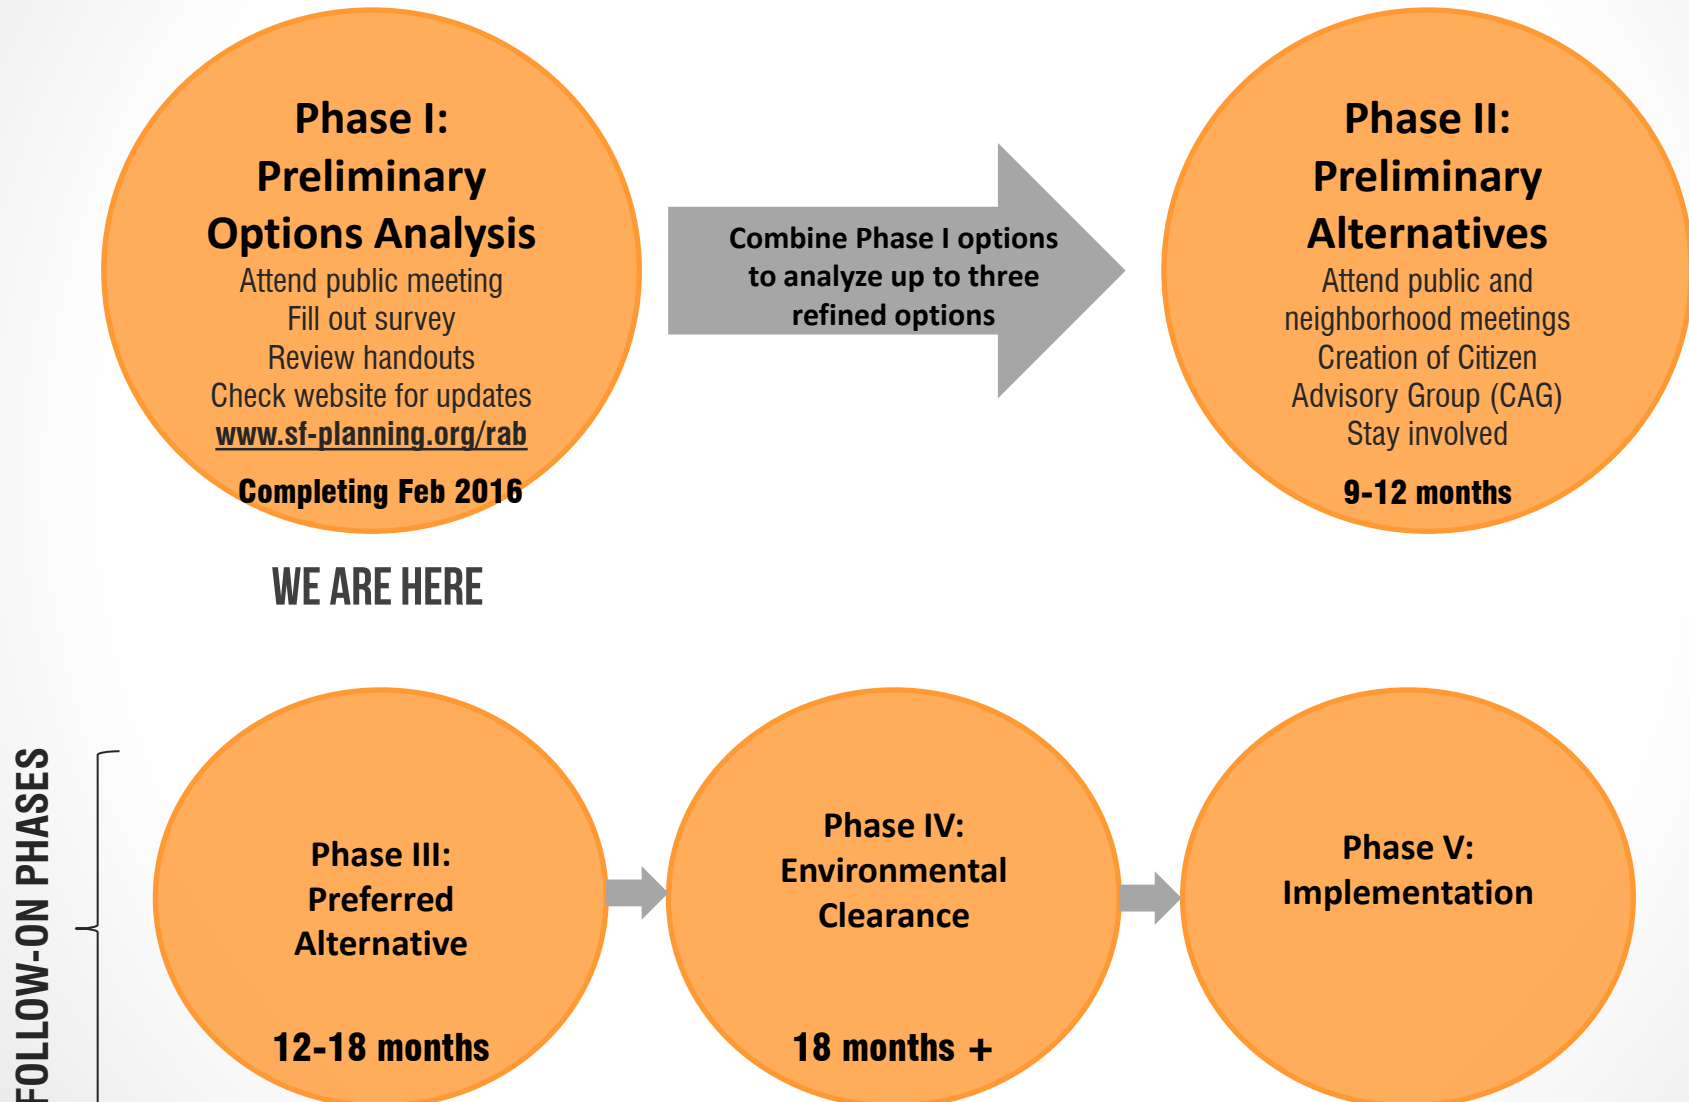 Phase I:
Preliminary
Options Analysis
Attend public meeting
Fill out survey
Review handouts
Check website for updates
www.sf-planning.org/rab
Completing Feb 2016
WE ARE HERE
Combine Phase I options
to analyze up to three
refined options
Phase II:
Preliminary
Alternatives
Attend public and
neighborhood meetings
Creation of Citizen
Advisory Group (CAG)
Stay involved
9-12 months
FOLLOW-ON PHASES
Phase III:
Preferred
Alternative
12-18 months
Phase IV:
Environmental
Clearance
18 months +
Phase V:
Implementation